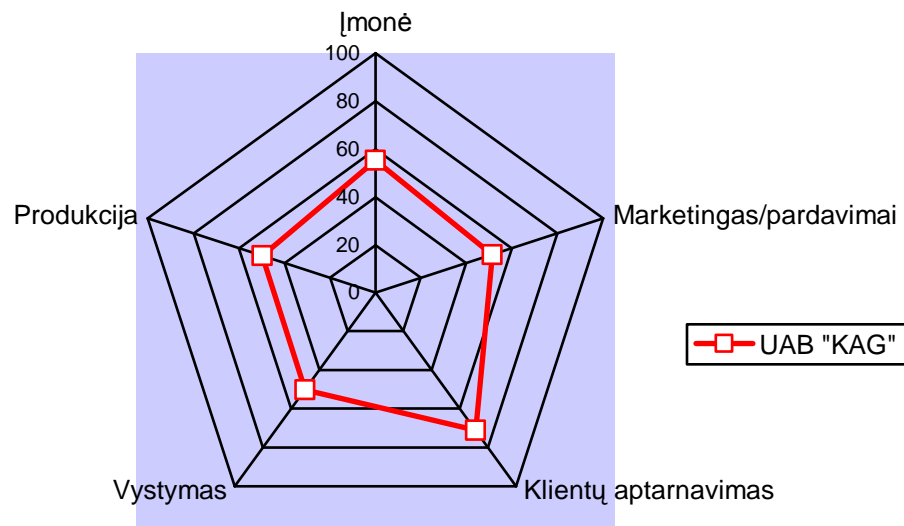 Įmonė
100
80
60
40
20
0
Produkcija
Marketingas/pardavimai
UAB "KAG"
Vystymas
Klientų aptarnavimas